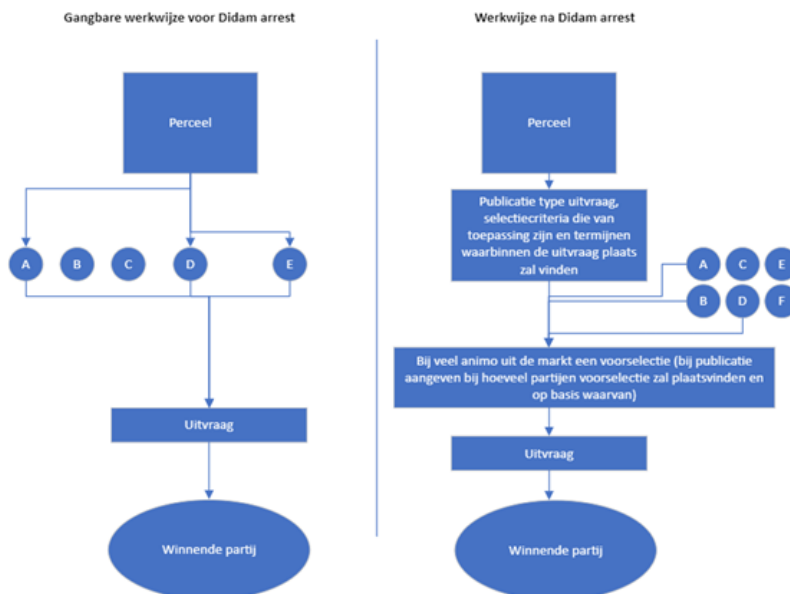 Gangbare werkwijze voor Didam arrest
Perceel
A
B
C
D
E
Uitvraag
Winnende partij
Werkwijze na Didam arrest
Perceel
Publicatie type uitvraag,
selectiecriteria die van
toepassing zijn en termijnen
waarbinnen de uitvraag plaats
zal vinden
A
C
E
B
D
F
Bij veel animo uit de markt een voorselectie (bij publicatie
aangeven bij hoeveel partijen voorselectie zal plaatsvinden en
op basis waarvan)
Uitvraag
Winnende partij